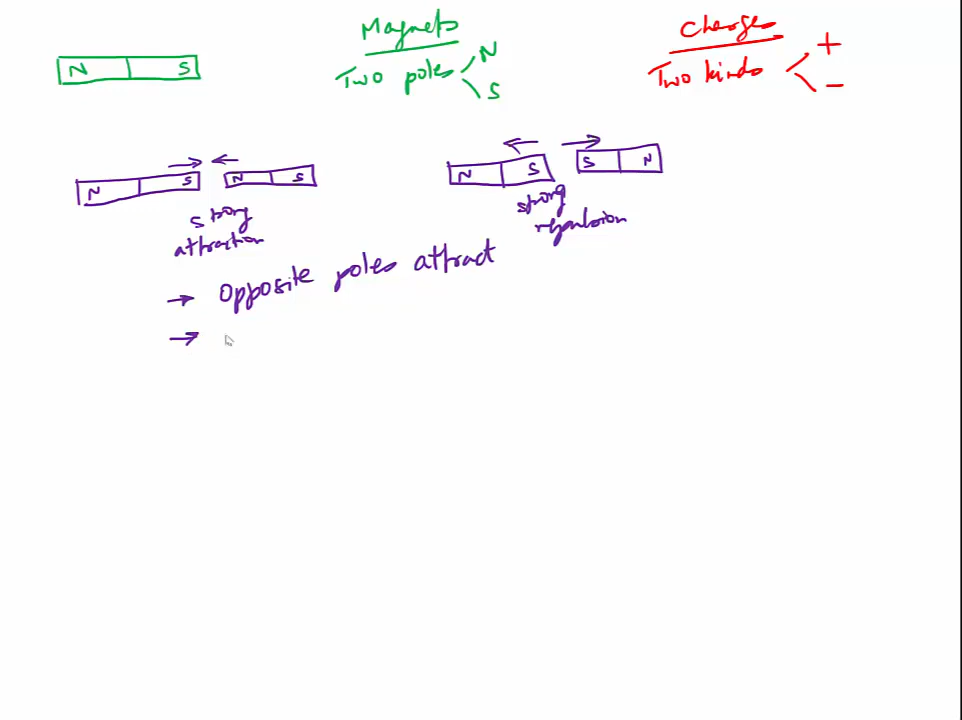 Magnets
Charges
N S
Two poles N S
Two kinds + -
N S N S
N S S N
strong attraction
strong repulsion
→ Opposite poles attract
→